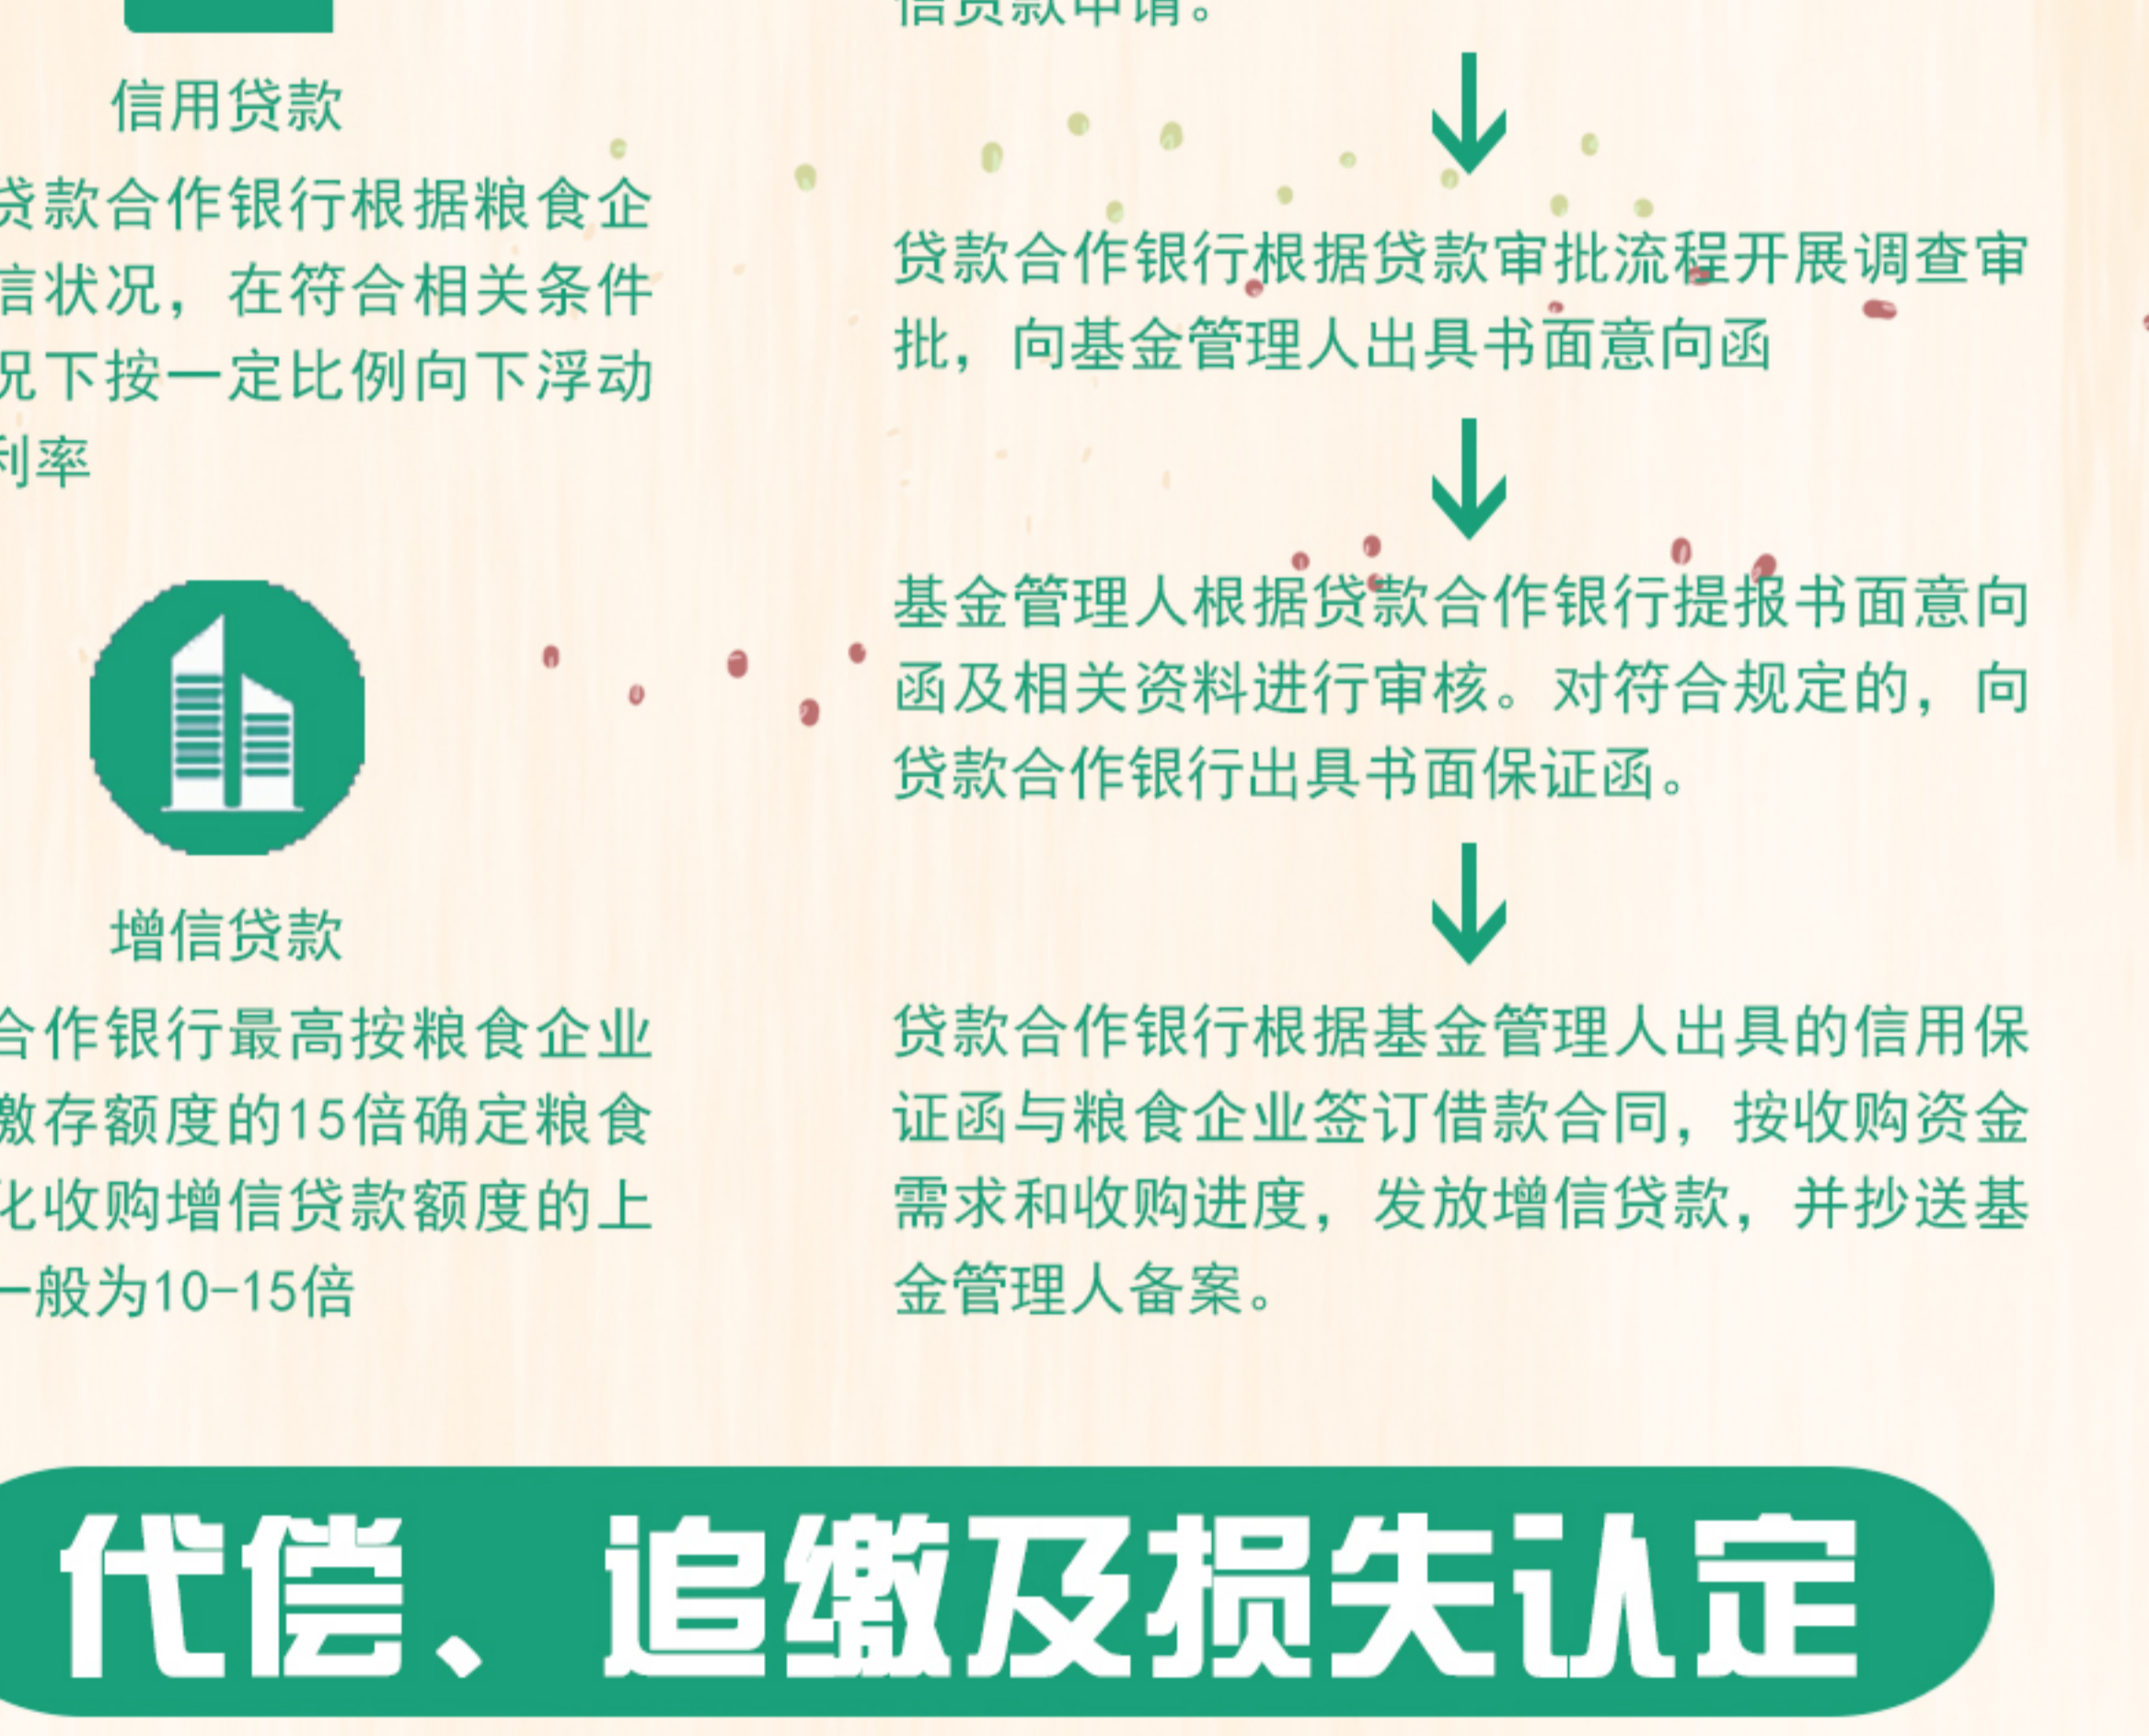 信用贷款
贷款合作银行根据粮食企
信状况，在符合相关条件
况下按一定比例向下浮动
利率
增信贷款
合作银行最高按粮食企业
缴存额度的15倍确定粮食
化收购增信贷款额度的上
一般为10-15倍
信贷款申请。
贷款合作银行根据贷款审批流程开展调查审
批，向基金管理人出具书面意向函
基金管理人根据贷款合作银行提报书面意向
函及相关资料进行审核。对符合规定的，向
贷款合作银行出具书面保证函。
贷款合作银行根据基金管理人出具的信用保
证函与粮食企业签订借款合同，按收购资金
需求和收购进度，发放增信贷款，并抄送基
金管理人备案。
代偿、追缴及损失认定